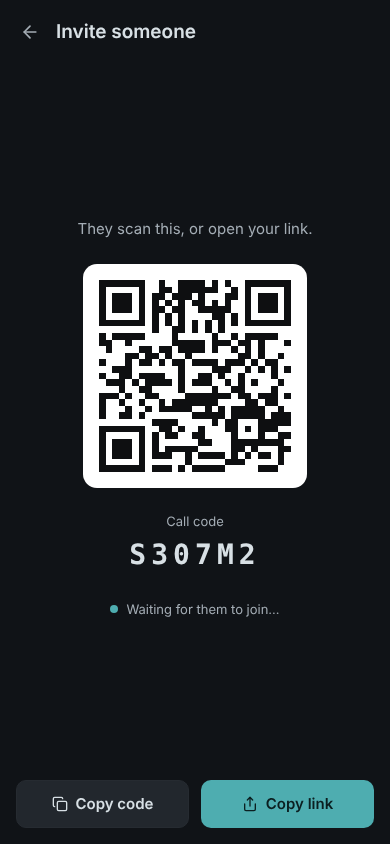 Invite someone
They scan this, or open your link.
Call code
S307M2
Waiting for them to join...
Copy code
Copy link